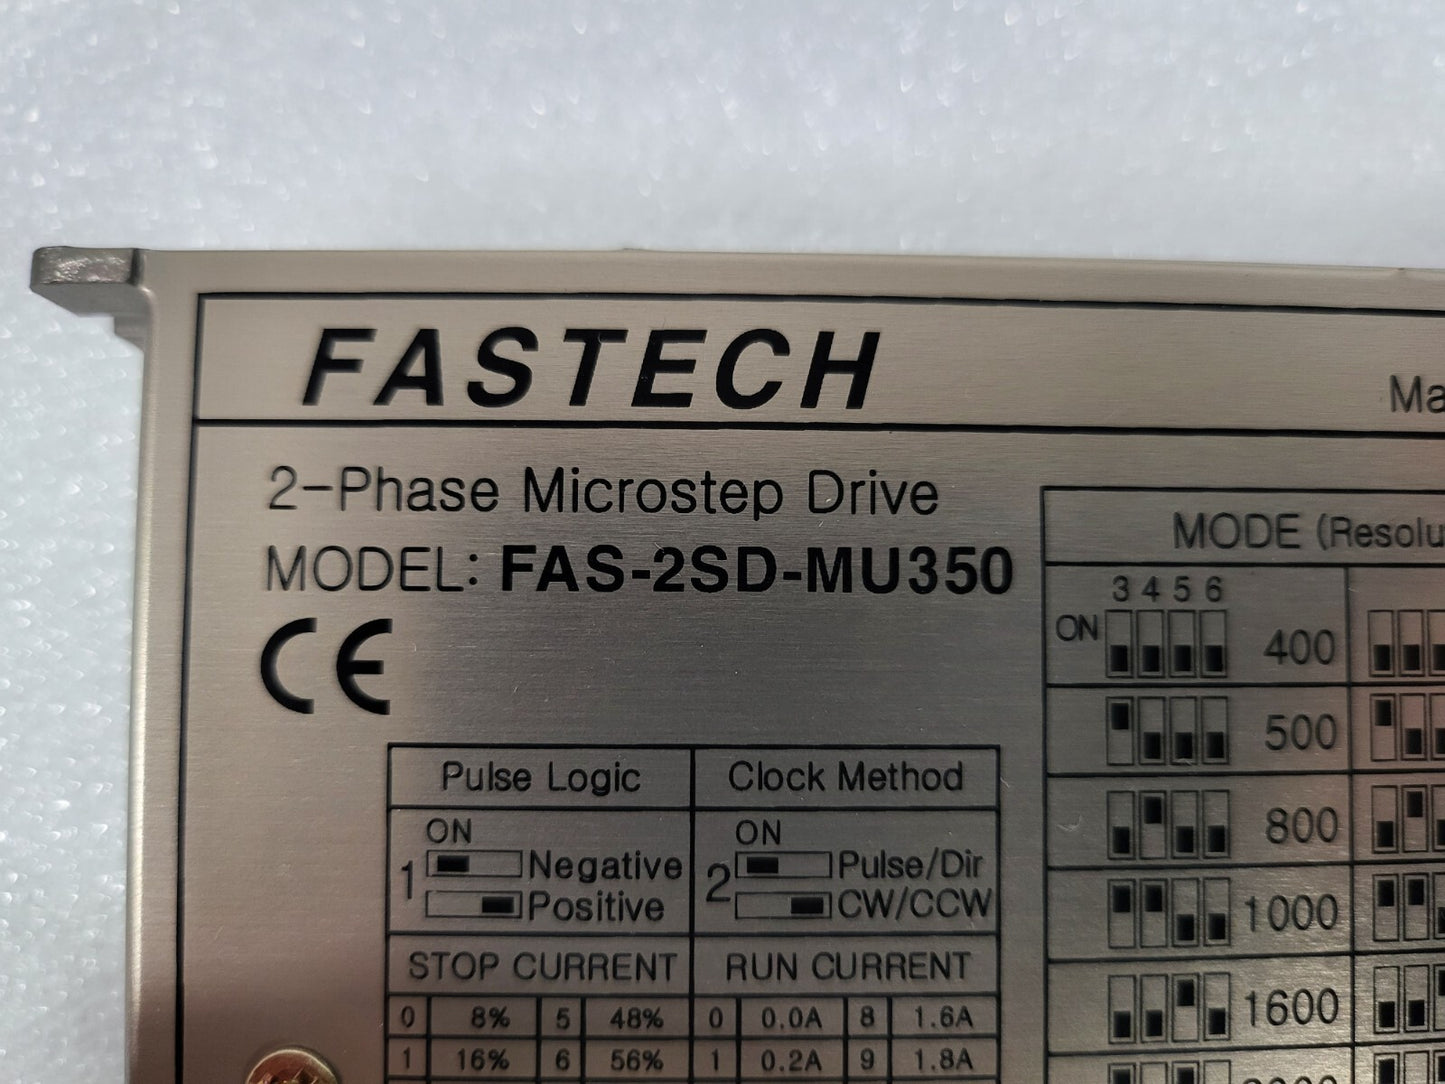 FASTECH
Ma
2-Phase Microstep Drive
MODEL: FAS-2SD-MU350
CE
MODE (Resolu
3 4 5 6
ON 400
500
800
1000
1600
Pulse Logic Clock Method
ON ON
1 Negative 2 Pulse/Dir
Positive CW/CCW
STOP CURRENT RUN CURRENT
0 8% 5 48% 0 0.0A 8 1.6A
1 16% 6 56% 1 0.2A 9 1.8A